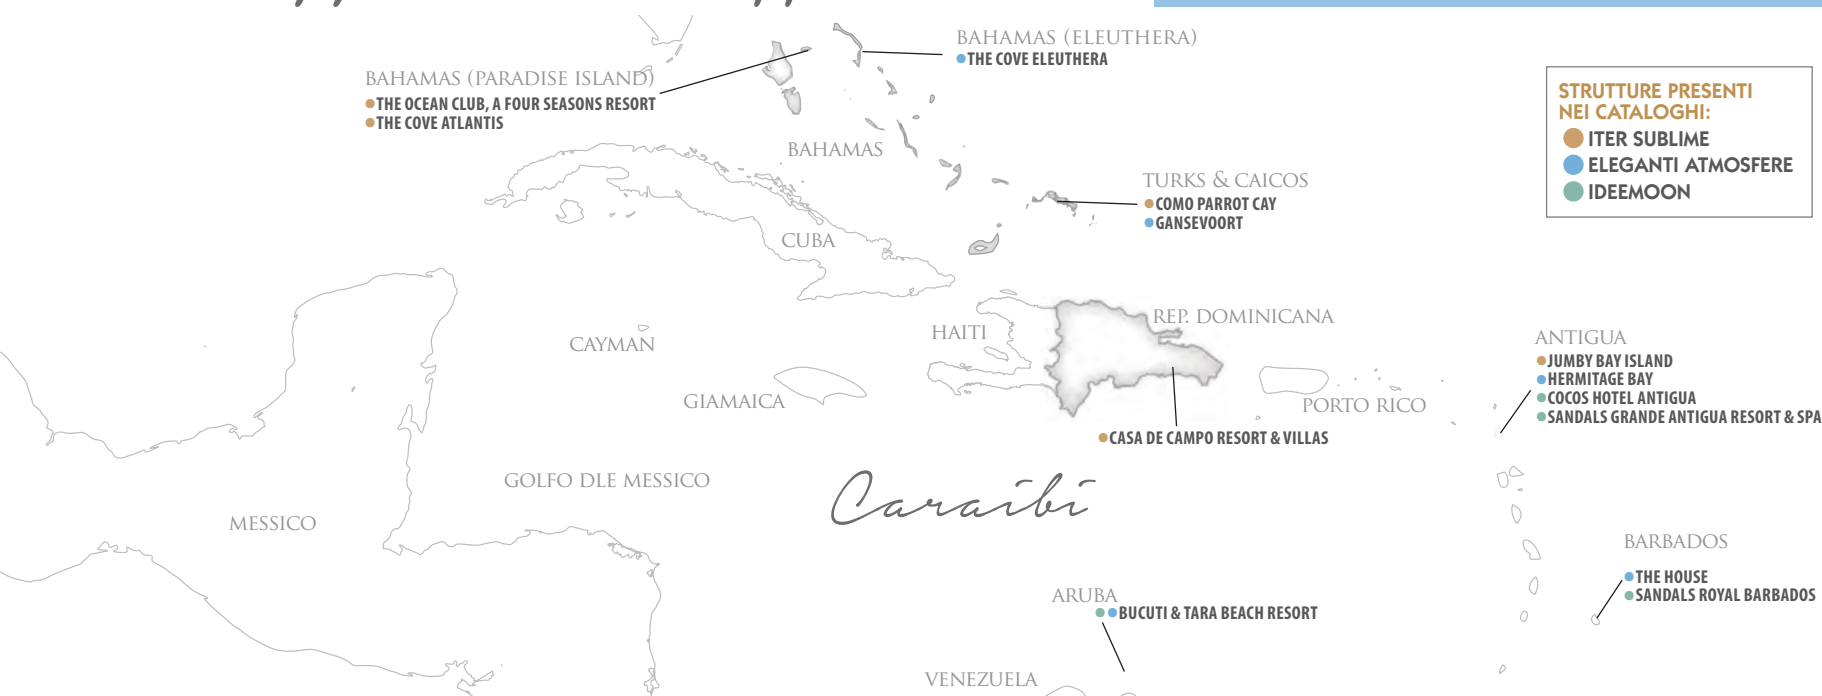 BAHAMAS (ELEUTHERA)
THE COVE ELEUTHERA
BAHAMAS (PARADISE ISLAND)
THE OCEAN CLUB, A FOUR SEASONS RESORT
THE COVE ATLANTIS
STRUTTURE PRESENTI
NEI CATALOGHI:
ITER SUBLIME
ELEGANTI ATMOSFERE
IDEEMOON
BAHAMAS
TURKS & CAICOS
COMO PARROT CAY
GANSEVOORT
CUBA
REP. DOMINICANA
HAITI
CAYMAN
ANTIGUA
JUMBY BAY ISLAND
HERMITAGE BAY
COCOS HOTEL ANTIGUA
SANDALS GRANDE ANTIGUA RESORT & SPA
GIAMAICA
PORTO RICO
CASA DE CAMPO RESORT & VILLAS
GOLFO DLE MESSICO
Caraibi
MESSICO
BARBADOS
THE HOUSE
SANDALS ROYAL BARBADOS
ARUBA
BUCUTI & TARA BEACH RESORT
VENEZUELA